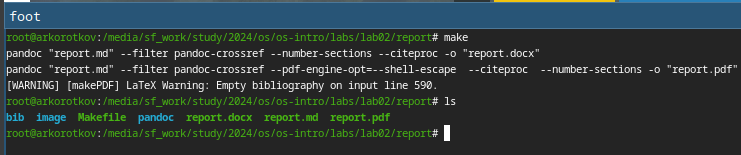 foot
root@arkorotkov:/media/sf_work/study/2024/os/os-intro/labs/lab02/report# make
pandoc "report.md" --filter pandoc-crossref --number-sections --citeproc -o "report.docx"
pandoc "report.md" --filter pandoc-crossref --pdf-engine-opt=--shell-escape  --citeproc  --number-sections -o "report.pdf"
[WARNING] [makePDF] LaTeX Warning: Empty bibliography on input line 590.
root@arkorotkov:/media/sf_work/study/2024/os/os-intro/labs/lab02/report# ls
bib  image  Makefile  pandoc  report.docx  report.md  report.pdf
root@arkorotkov:/media/sf_work/study/2024/os/os-intro/labs/lab02/report#